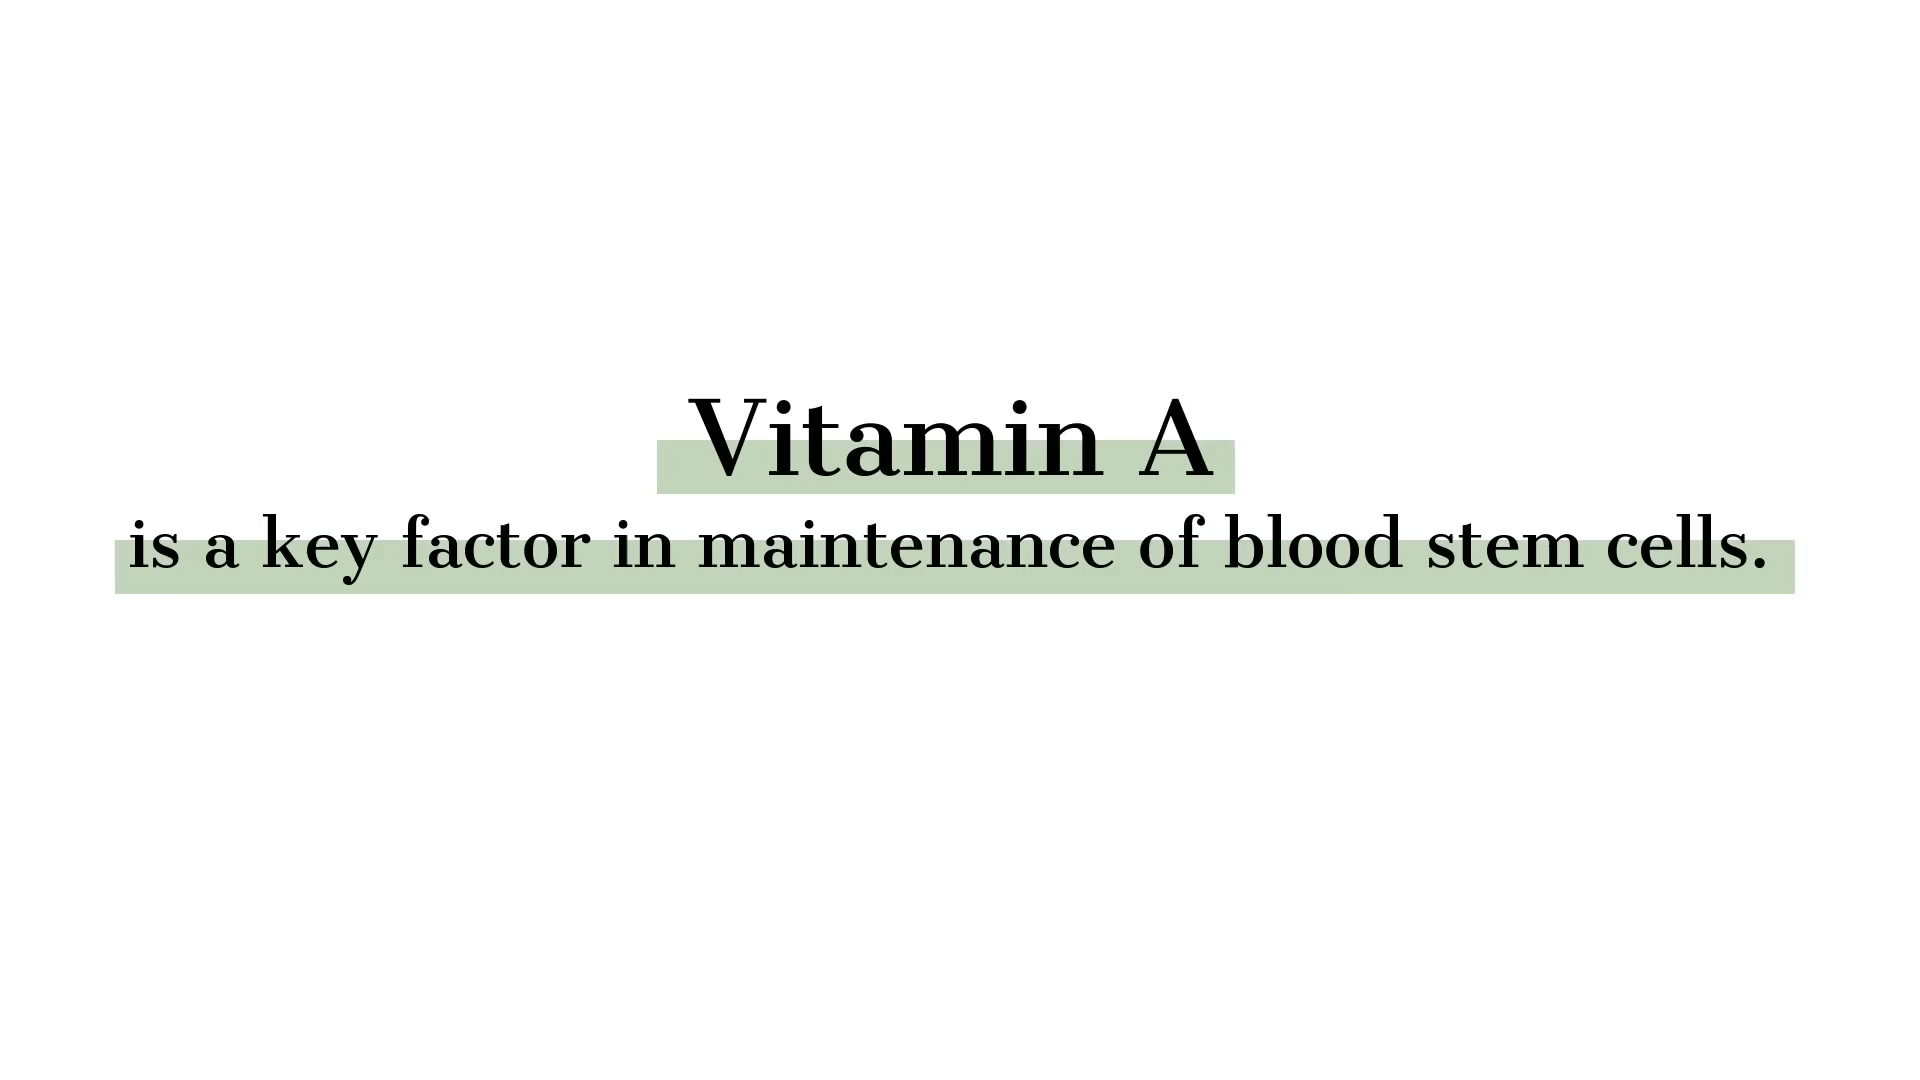 Vitamin A
is a key factor in maintenance of blood stem cells.